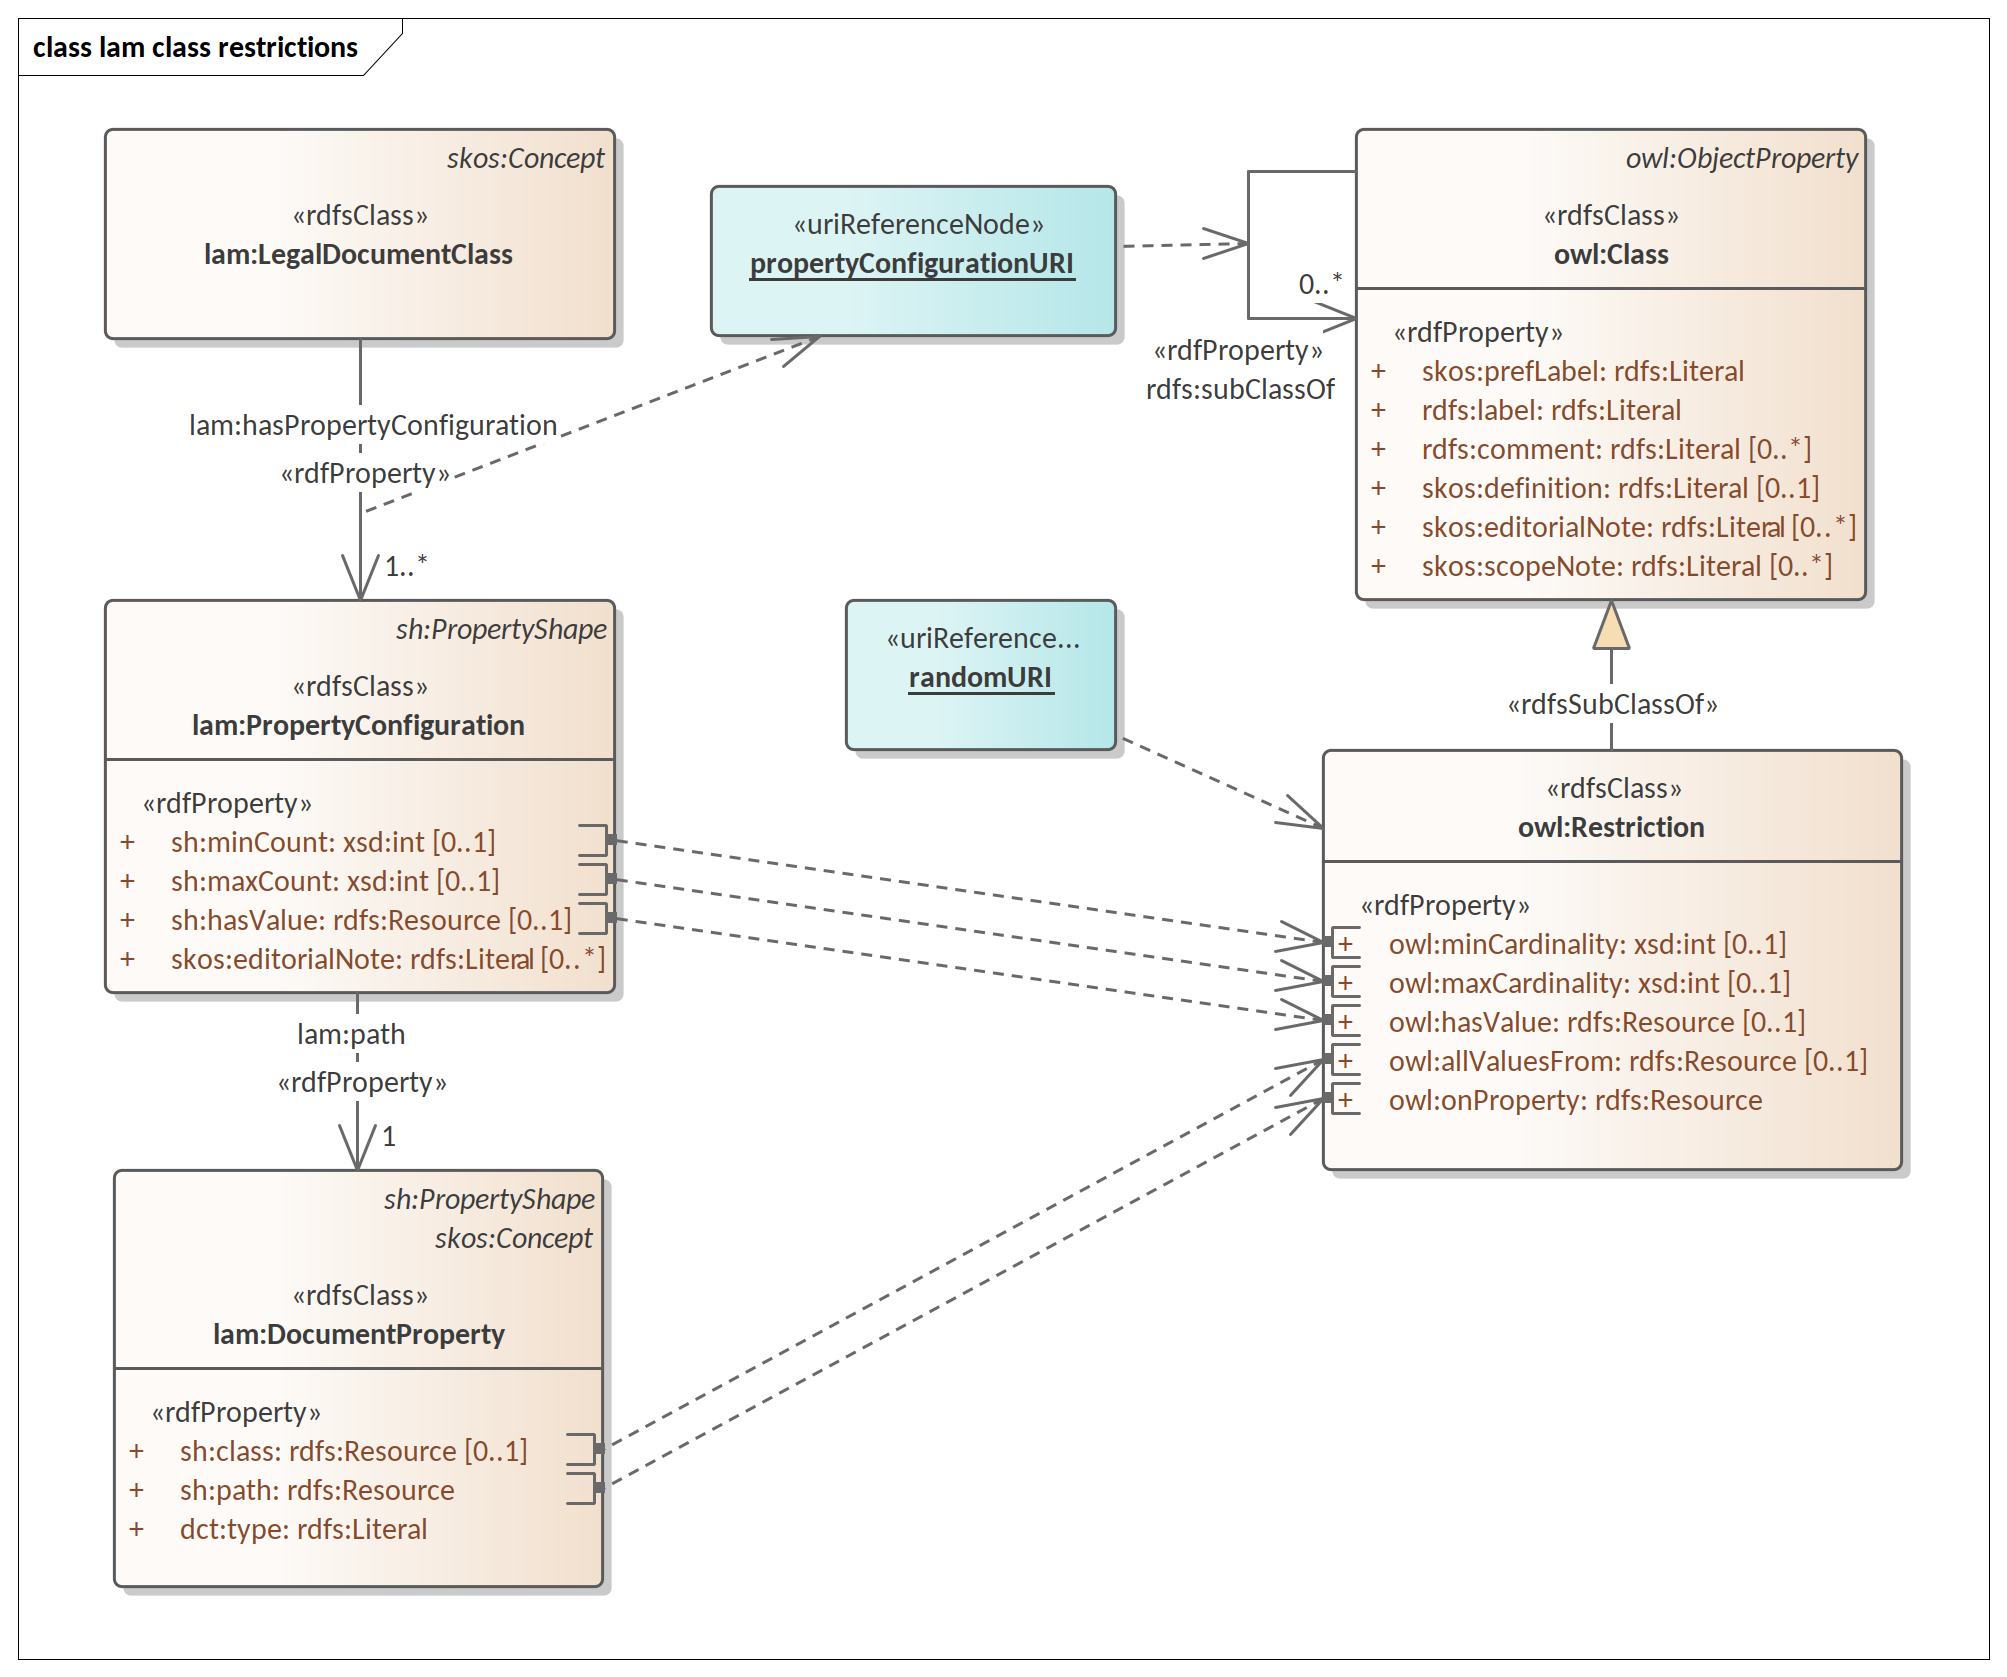 class lam class restrictions
skos:Concept
«rdfsClass»
lam:LegalDocumentClass
«uriReferenceNode»
propertyConfigurationURI
owl:ObjectProperty
«rdfsClass»
owl:Class
«rdfProperty»
+ skos:prefLabel: rdfs:Literal
+ rdfs:label: rdfs:Literal
+ rdfs:comment: rdfs:Literal [0..*]
+ skos:definition: rdfs:Literal [0..1]
+ skos:editorialNote: rdfs:Literal [0..*]
+ skos:scopeNote: rdfs:Literal [0..*]
0..*
«rdfProperty»
rdfs:subClassOf
lam:hasPropertyConfiguration
«rdfProperty»
1..*
sh:PropertyShape
«rdfsClass»
lam:PropertyConfiguration
«rdfProperty»
+ sh:minCount: xsd:int [0..1]
+ sh:maxCount: xsd:int [0..1]
+ sh:hasValue: rdfs:Resource [0..1]
+ skos:editorialNote: rdfs:Literal [0..*]
«uriReference...
randomURI
«rdfsSubClassOf»
«rdfsClass»
owl:Restriction
«rdfProperty»
+ owl:minCardinality: xsd:int [0..1]
+ owl:maxCardinality: xsd:int [0..1]
+ owl:hasValue: rdfs:Resource [0..1]
+ owl:allValuesFrom: rdfs:Resource [0..1]
+ owl:onProperty: rdfs:Resource
lam:path
«rdfProperty»
1
sh:PropertyShape
skos:Concept
«rdfsClass»
lam:DocumentProperty
«rdfProperty»
+ sh:class: rdfs:Resource [0..1]
+ sh:path: rdfs:Resource
+ dct:type: rdfs:Literal